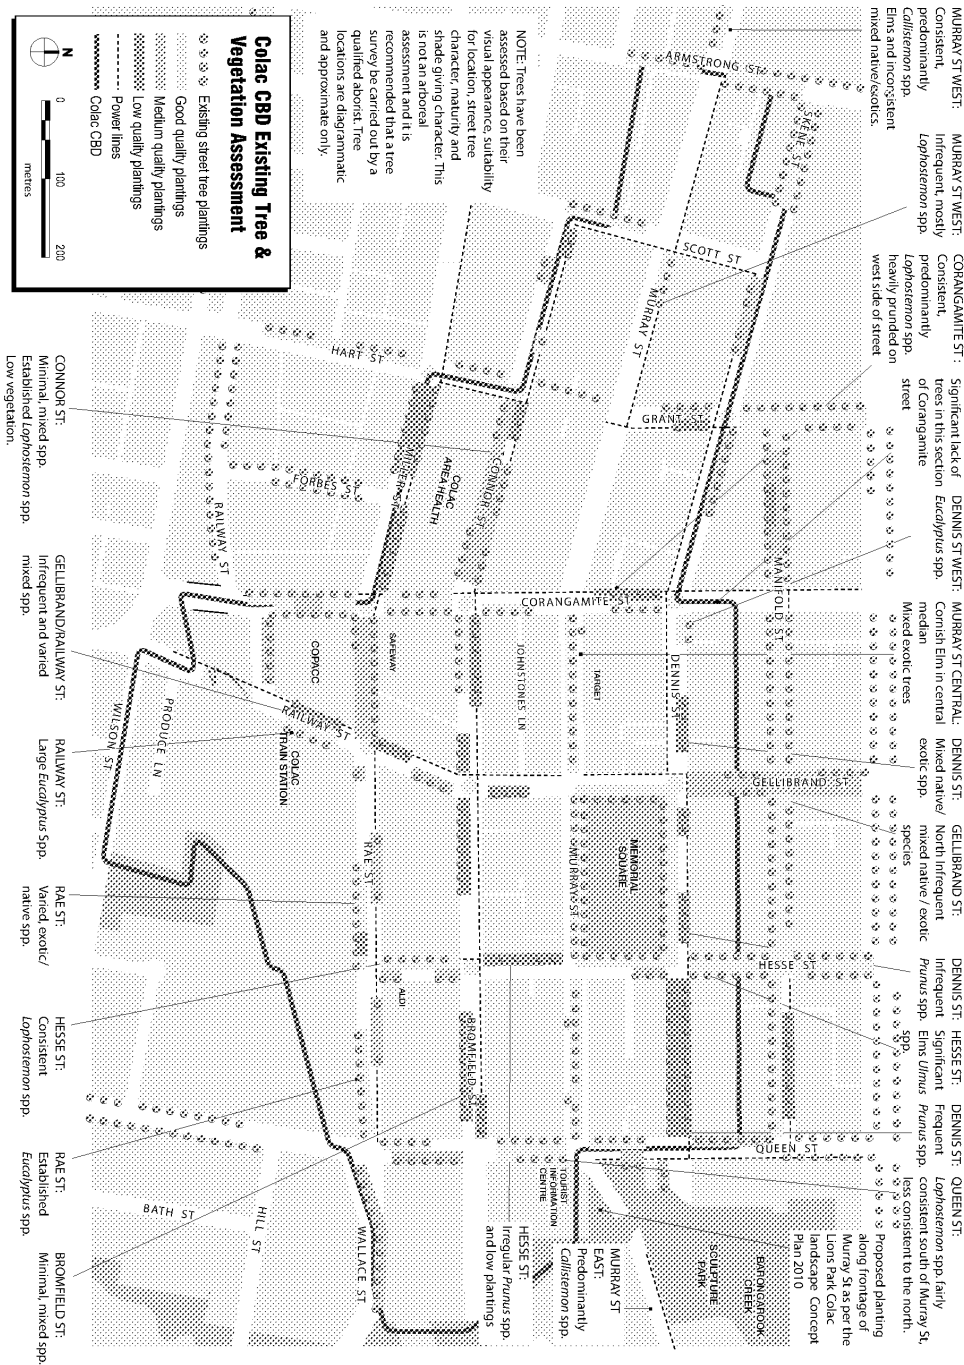 MURRAY ST WEST:
Consistent,
predominantly
Callistemon spp.
Elms and inconsistent
mixed native/exotics.
MURRAY ST WEST:
Infrequent, mostly
Lophostemon spp.
CORANGAMITE ST :
Consistent,
predominantly
Lophostemon spp.
heavily prunded on
west side of street
Significant lack of
trees in this section
of Corangamite
street
DENNIS ST WEST:
Eucalyptus spp.
MURRAY ST CENTRAL:
Cornish Elm in central
median
Mixed exotic trees
DENNIS ST:
Mixed native/
exotic spp.
GELLIBRAND ST:
North Infrequent
mixed native / exotic
species
DENNIS ST:
Infrequent
Prunus spp.
HESSE ST:
Significant
Elms Ulmus
spp.
DENNIS ST:
Frequent
Prunus spp.
QUEEN ST:
Lophostemon spp. fairly
consistent south of Murray St,
less consistent to the north.
Proposed planting
along frontage of
Murray St as per the
Lions Park Colac
landscape Concept
Plan 2010
MURRAY ST
EAST:
Predominantly
Callistemon spp.
HESSE ST:
Irregular Prunus spp.
and low plantings
ARMSTRONG ST
SKENE ST
SCOTT ST
MURRAY ST
GRANT ST
HART ST
MANIFOLD ST
CORANGAMITE ST
DENNIS ST
TARGET
JOHNSTONES LN
SAFEWAY
COPACC
CONNOR ST
COLAC
AREA HEALTH
MILLER ST
FORBES
RAILWAY ST
RAILWAY ST
COLAC
TRAIN STATION
PRODUCE LN
WILSON ST
GELLIBRAND ST
MEMORIAL
SQUARE
MURRAY ST
RAE ST
HESSE ST
ALDI
BROMFIELD ST
QUEEN ST
TOURIST
INFORMATION
CENTRE
BARONGAROOK
CREEK
SCULPTURE
PARK
WALLACE ST
HILL ST
BATH ST
NOTE: Trees have been
assessed based on their
visual appearance, suitability
for location, street tree
character, maturity and
shade giving character. This
is not an arboreal
assessment and it is
recommended that a tree
survey be carried out by a
qualified aborist. Tree
locations are diagrammatic
and approximate only.
Colac CBD Existing Tree &
Vegetation Assessment
Existing street tree plantings
Good quality plantings
Medium quality plantings
Low quality plantings
Power lines
Colac CBD
N
0 100 200
metres
CONNOR ST:
Minimal, mixed spp.
Established Lophostemon spp.
Low vegetation.
GELLIBRAND/RAILWAY ST:
Infrequent and varied
mixed spp.
RAILWAY ST:
Large Eucalyptus Spp.
RAE ST:
Varied, exotic/
native spp.
HESSE ST:
Consistent
Lophostemon spp.
RAE ST:
Established
Eucalyptus spp.
BROMFIELD ST:
Minimal, mixed spp.